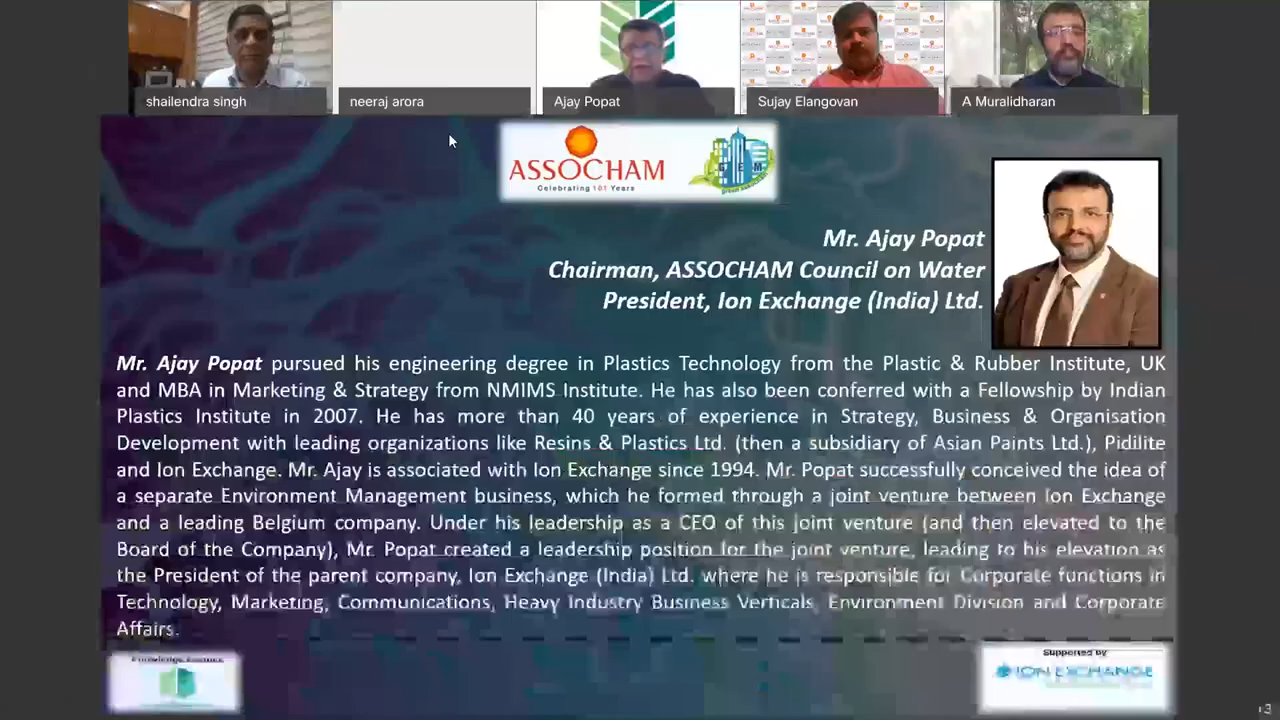 shailendra singh
neeraj arora
Ajay Popat
Sujay Elangovan
A Muralidharan
ASSOCHAM
Celebrating 101 Years
GEM
Mr. Ajay Popat
Chairman, ASSOCHAM Council on Water
President, Ion Exchange (India) Ltd.
Mr. Ajay Popat pursued his engineering degree in Plastics Technology from the Plastic & Rubber Institute, UK
and MBA in Marketing & Strategy from NMIMS Institute. He has also been conferred with a Fellowship by Indian
Plastics Institute in 2007. He has more than 40 years of experience in Strategy, Business & Organisation
Development with leading organizations like Resins & Plastics Ltd. (then a subsidiary of Asian Paints Ltd.), Pidilite
and Ion Exchange. Mr. Ajay is associated with Ion Exchange since 1994. Mr. Popat successfully conceived the idea of
a separate Environment Management business, which he formed through a joint venture between Ion Exchange
and a leading Belgium company. Under his leadership as a CEO of this joint venture (and then elevated to the
Board of the Company), Mr. Popat created a leadership position for the joint venture, leading to his elevation as
the President of the parent company, Ion Exchange (India) Ltd. where he is responsible for Corporate functions in
Technology, Marketing, Communications, Heavy Industry Business Verticals, Environment Division and Corporate
Affairs.
Supported by
ION EXCHANGE